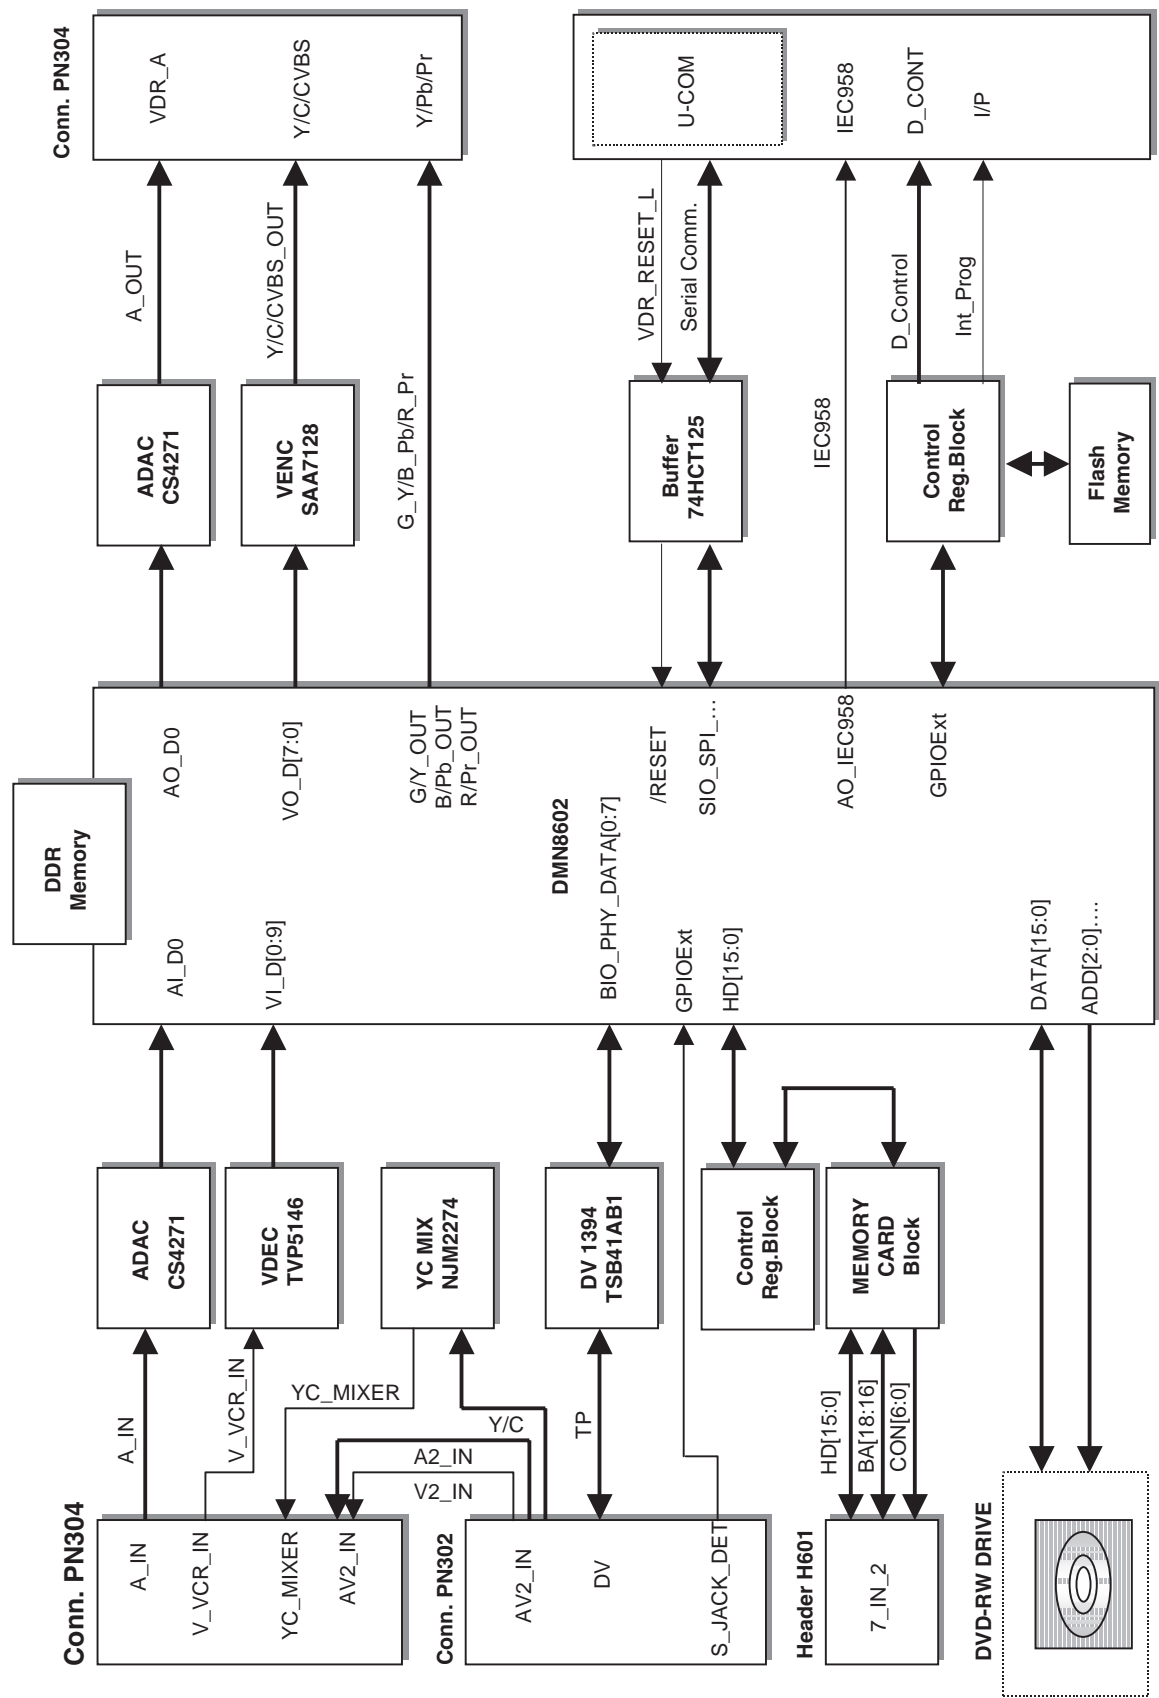 Conn. PN304
A_IN
V_VCR_IN
YC_MIXER
AV2_IN
Conn. PN302
AV2_IN
DV
S_JACK_DET
Header H601
7_IN_2
DVD-RW DRIVE
A_IN
V_VCR_IN
YC_MIXER
Y/C
A2_IN
V2_IN
TP
HD[15:0]
BA[18:16]
CON[6:0]
ADAC
CS4271
VDEC
TVP5146
YC MIX
NJM2274
DV 1394
TSB41AB1
Control
Reg.Block
MEMORY
CARD
Block
DDR
Memory
AI_D0
VI_D[0:9]
BIO_PHY_DATA[0:7]
GPIOExt
HD[15:0]
DATA[15:0]
ADD[2:0]....
DMN8602
AO_D0
VO_D[7:0]
G/Y_OUT
B/Pb_OUT
R/Pr_OUT
/RESET
SIO_SPI_...
AO_IEC958
GPIOExt
ADAC
CS4271
VENC
SAA7128
G_Y/B_Pb/R_Pr
Buffer
74HCT125
IEC958
Control
Reg.Block
Flash
Memory
A_OUT
Y/C/CVBS_OUT
VDR_RESET_L
Serial Comm.
D_Control
Int_Prog
Conn. PN304
VDR_A
Y/C/CVBS
Y/Pb/Pr
U-COM
IEC958
D_CONT
I/P